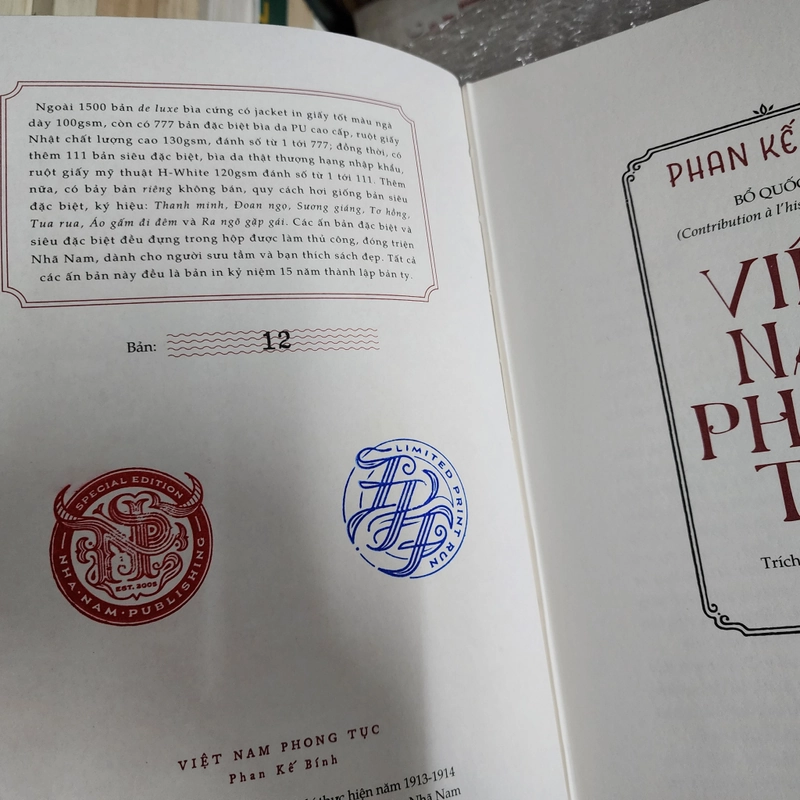 Ngoài 1500 bản de luxe bìa cứng có jacket in giấy tốt màu ngà
dày 100gsm, còn có 777 bản đặc biệt bìa da PU cao cấp, ruột giấy
Nhật chất lượng cao 130gsm, đánh số từ 1 tới 777; đồng thời, có
thêm 111 bản siêu đặc biệt, bìa da thật thượng hạng nhập khẩu,
ruột giấy mỹ thuật H-White 120gsm đánh số từ 1 tới 111. Thêm
nữa, có bảy bản riêng không bán, quy cách hơi giống bản siêu
đặc biệt, ký hiệu: Thanh minh, Đoan ngọ, Sương giáng, Tơ hồng,
Tua rua, Áo gấm đi đêm và Ra ngõ gặp gái. Các ấn bản đặc biệt và
siêu đặc biệt đều đựng trong hộp được làm thủ công, đóng triện
Nhã Nam, dành cho người sưu tầm và bạn thích sách đẹp. Tất cả
các ấn bản này đều là bản in kỷ niệm 15 năm thành lập bản ty.
Bản: 12
SPECIAL EDITION
EST. 2005
NHA NAM PUBLISHING
LIMITED PRINT RUN
VIỆT NAM PHONG TỤC
Phan Kế Bính
thực hiện năm 1913-1914
Nhã Nam
PHAN KẾ
BỔ QUỐC
(Contribution à l'his
VI
NA
PH
T
Trích